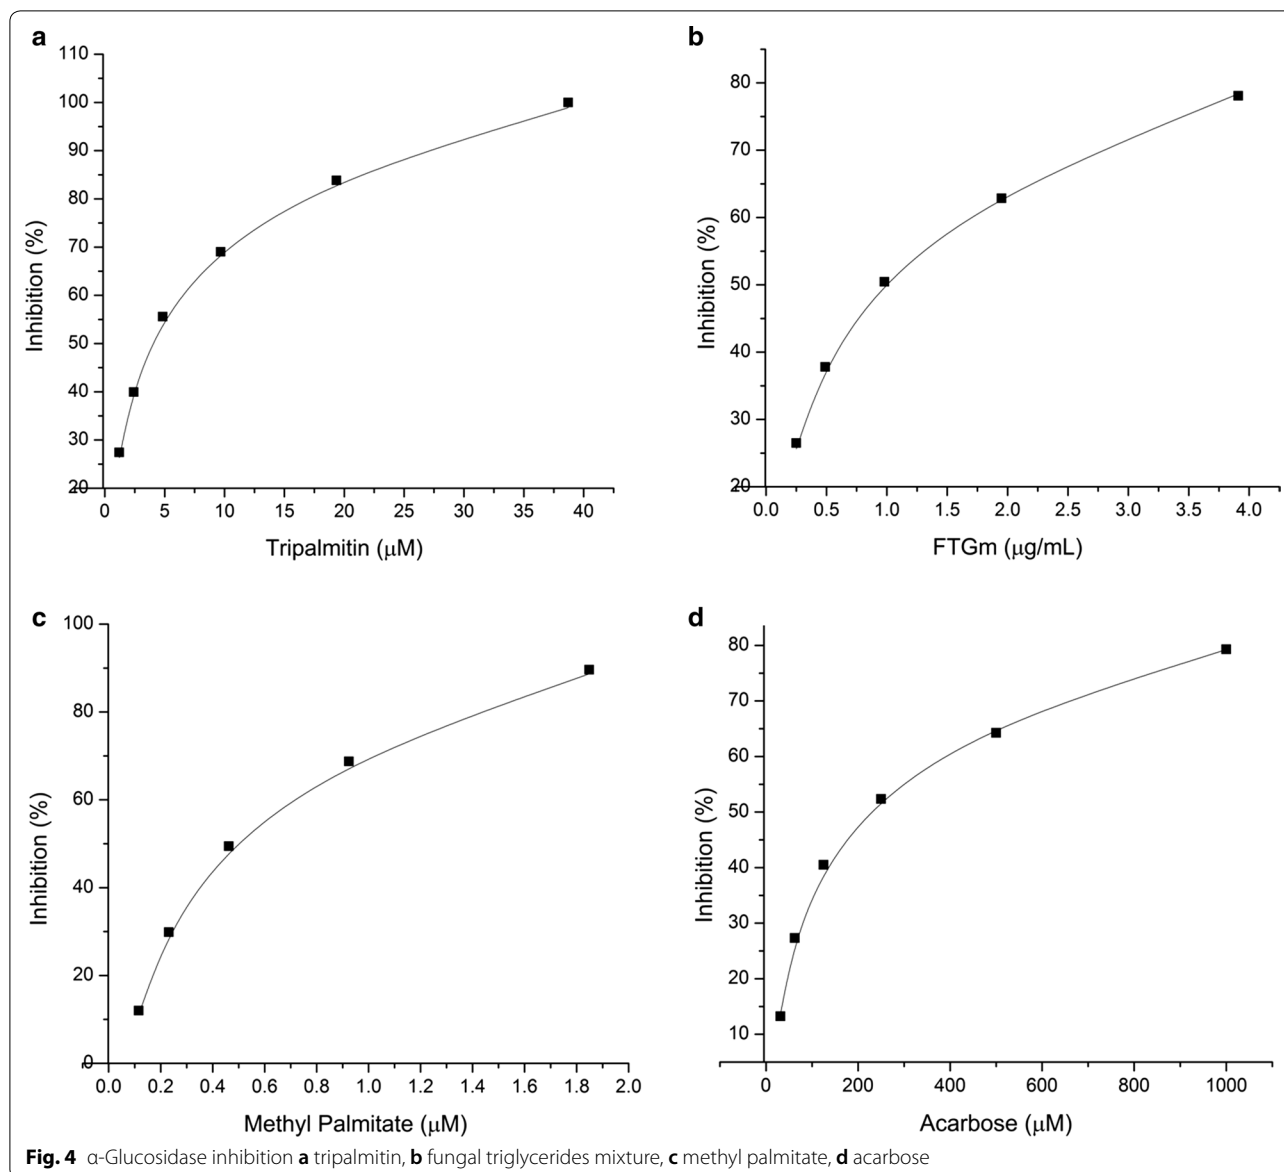 a
110
100
90
80
70
60
50
40
30
20
Inhibition (%)
0 5 10 15 20 25 30 35 40
Tripalmitin (μM)
b
80
70
60
50
40
30
20
Inhibition (%)
0.0 0.5 1.0 1.5 2.0 2.5 3.0 3.5 4.0
FTGm (μg/mL)
c
100
80
60
40
20
0
Inhibition (%)
0.0 0.2 0.4 0.6 0.8 1.0 1.2 1.4 1.6 1.8 2.0
Methyl Palmitate (μM)
d
80
70
60
50
40
30
20
10
Inhibition (%)
0 200 400 600 800 1000
Acarbose (μM)
Fig. 4 α-Glucosidase inhibition a tripalmitin, b fungal triglycerides mixture, c methyl palmitate, d acarbose